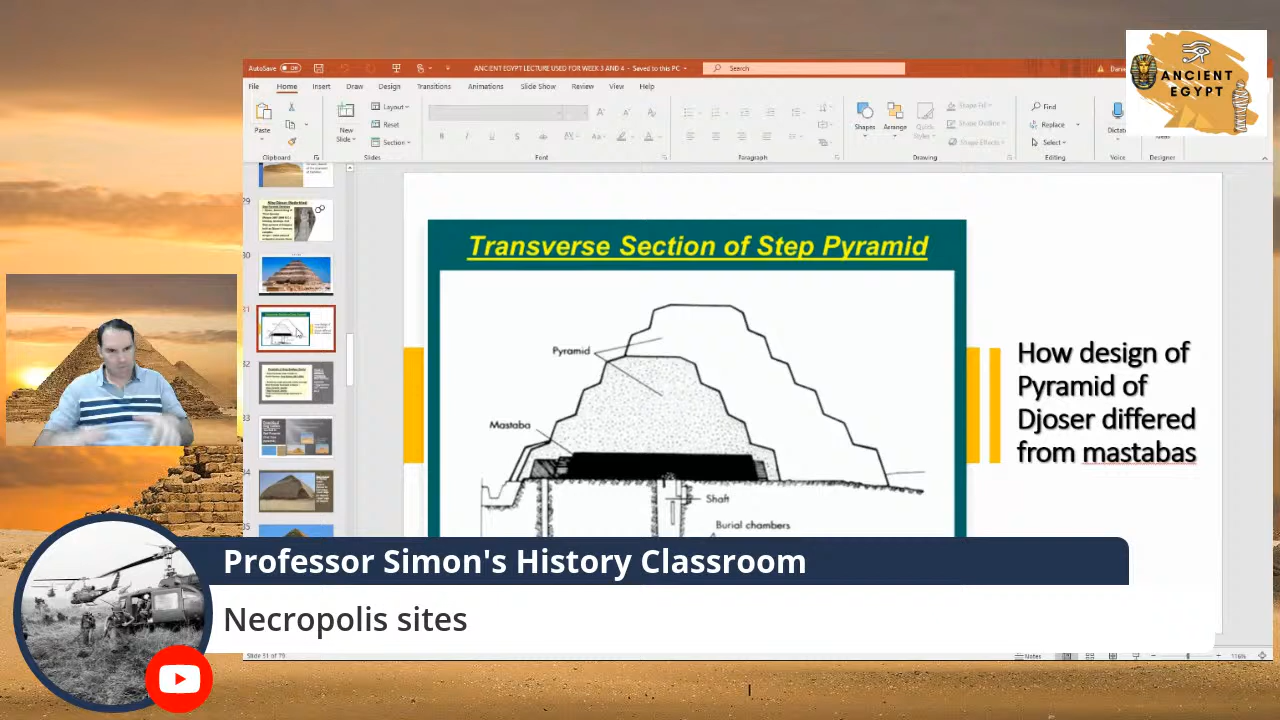 AutoSave
ANCIENT EGYPT LECTURE USED FOR WEEK 3 AND 4 - Saved to this PC
Search
ANCIENT
EGYPT
File
Home
Insert
Draw
Design
Transitions
Animations
Slide Show
Review
View
Help
Paste
New
Slide
Layout
Reset
Section
Shapes
Arrange
Quick
Styles
Shape Fill
Shape Outline
Shape Effects
Find
Replace
Select
Dictate
Clipboard
Slides
Font
Paragraph
Drawing
Editing
Voice
Designer
Transverse Section of Step Pyramid
Pyramid
Mastaba
Shaft
Burial chambers
How design of
Pyramid of
Djoser differed
from mastabas
Professor Simon's History Classroom
Necropolis sites
Slide 31 of 79
Notes
116%